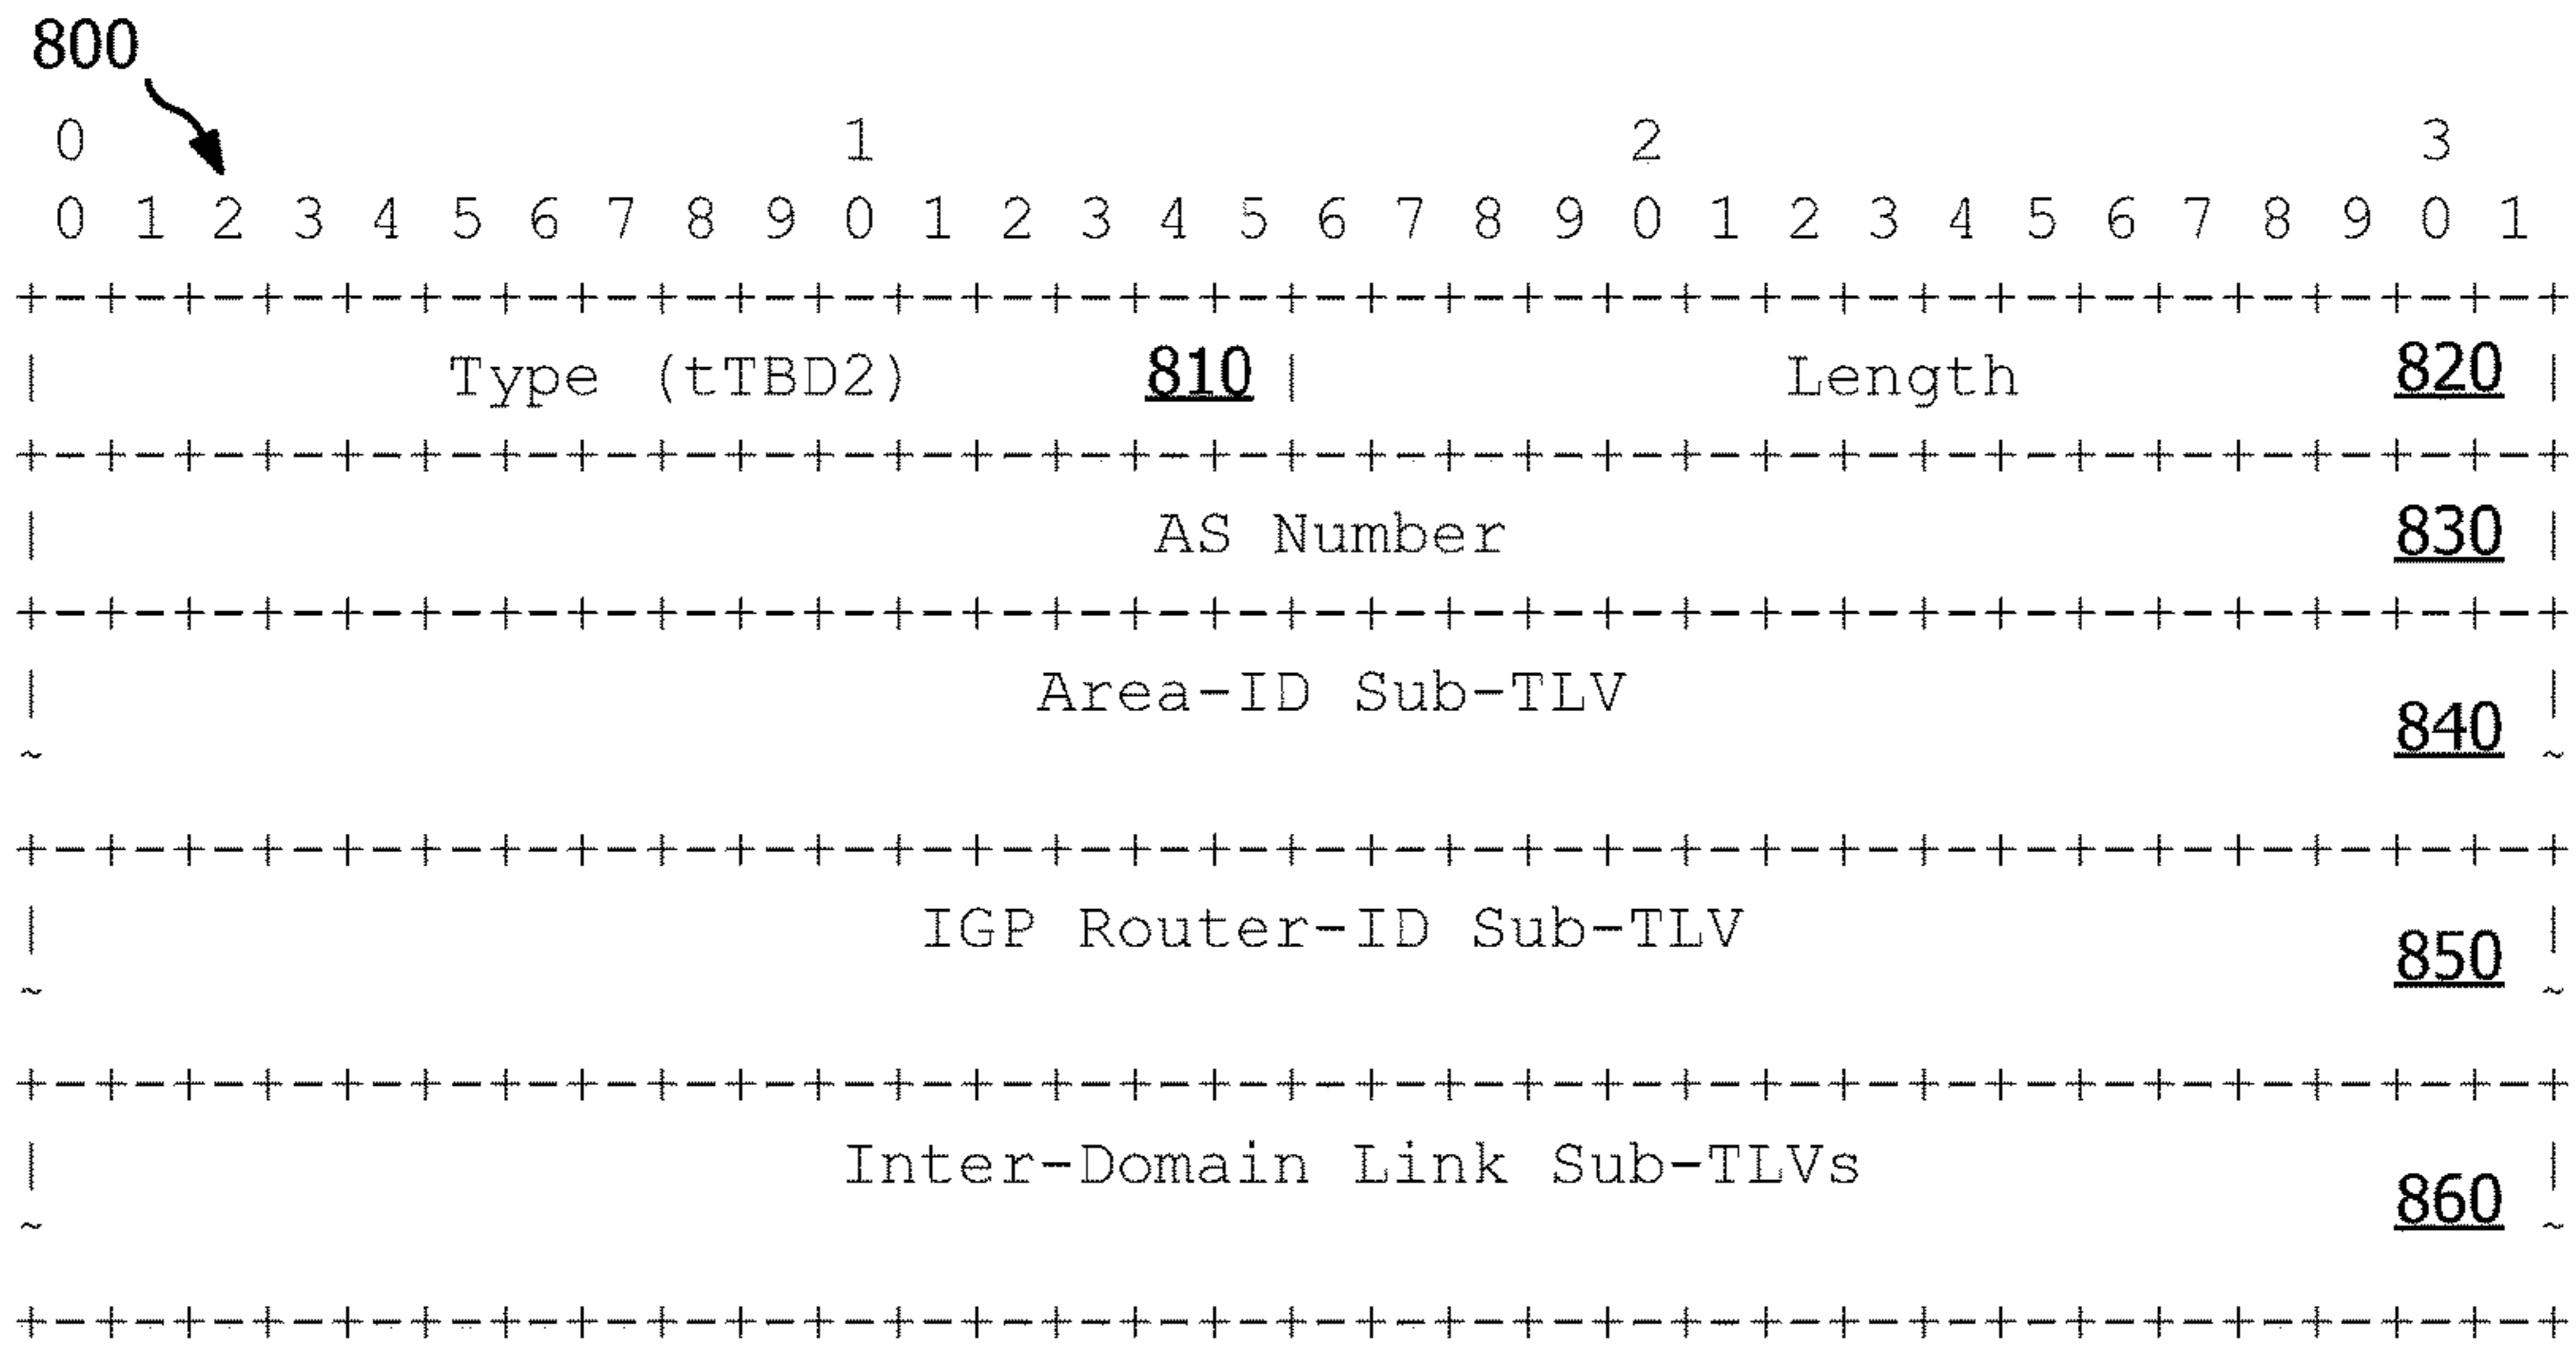 800
0 1 2 3
0 1 2 3 4 5 6 7 8 9 0 1 2 3 4 5 6 7 8 9 0 1 2 3 4 5 6 7 8 9 0 1
+-+-+-+-+-+-+-+-+-+-+-+-+-+-+-+-+-+-+-+-+-+-+-+-+-+-+-+-+-+-+-+-+
| Type (tTBD2) 810 | Length 820 |
+-+-+-+-+-+-+-+-+-+-+-+-+-+-+-+-+-+-+-+-+-+-+-+-+-+-+-+-+-+-+-+-+
| AS Number 830 |
+-+-+-+-+-+-+-+-+-+-+-+-+-+-+-+-+-+-+-+-+-+-+-+-+-+-+-+-+-+-+-+-+
| Area-ID Sub-TLV |
~ 840 ~
+-+-+-+-+-+-+-+-+-+-+-+-+-+-+-+-+-+-+-+-+-+-+-+-+-+-+-+-+-+-+-+-+
| IGP Router-ID Sub-TLV |
~ 850 ~
+-+-+-+-+-+-+-+-+-+-+-+-+-+-+-+-+-+-+-+-+-+-+-+-+-+-+-+-+-+-+-+-+
| Inter-Domain Link Sub-TLVs |
~ 860 ~
+-+-+-+-+-+-+-+-+-+-+-+-+-+-+-+-+-+-+-+-+-+-+-+-+-+-+-+-+-+-+-+-+